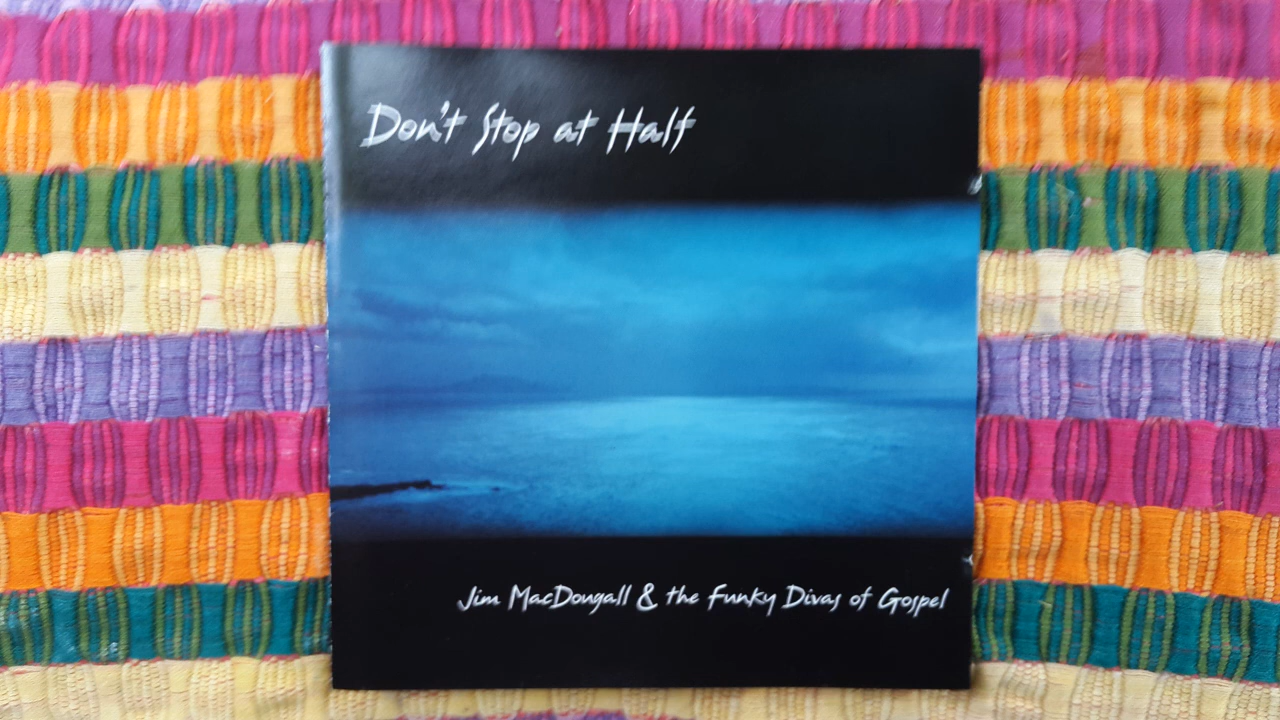 Don't Stop at Half
Jim MacDougall & the Funky Divas of Gospel